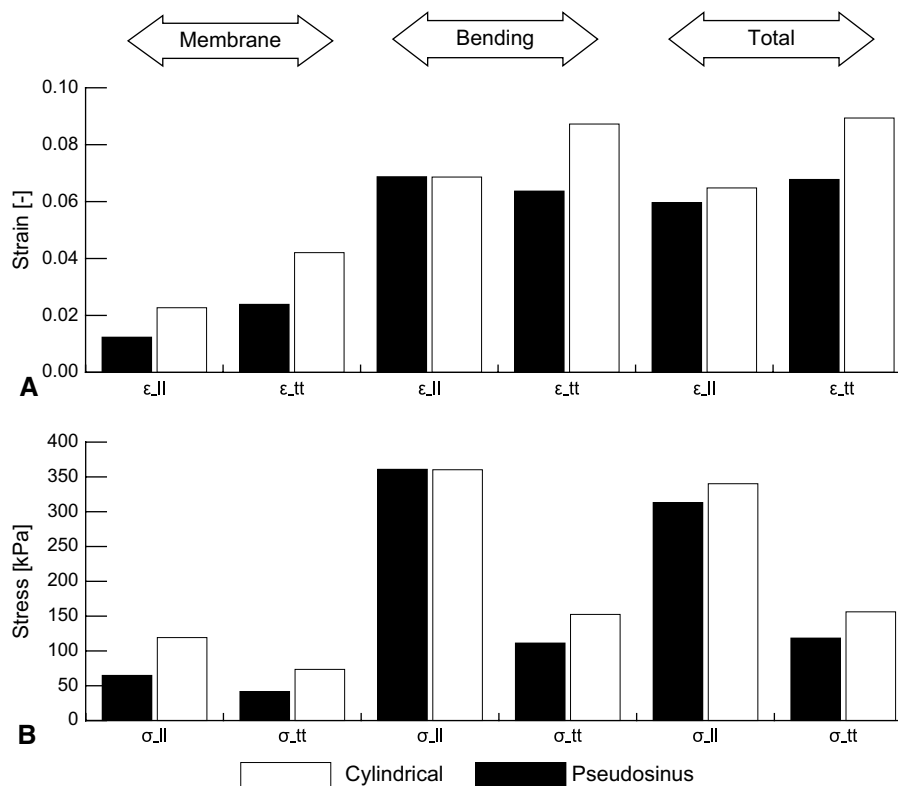 Membrane Bending Total
0.10
0.08
0.06
0.04
0.02
0.00
Strain [-]
A
ε_ll ε_tt ε_ll ε_tt ε_ll ε_tt
400
350
300
250
200
150
100
50
0
Stress [kPa]
B
σ_ll σ_tt σ_ll σ_tt σ_ll σ_tt
Cylindrical Pseudosinus